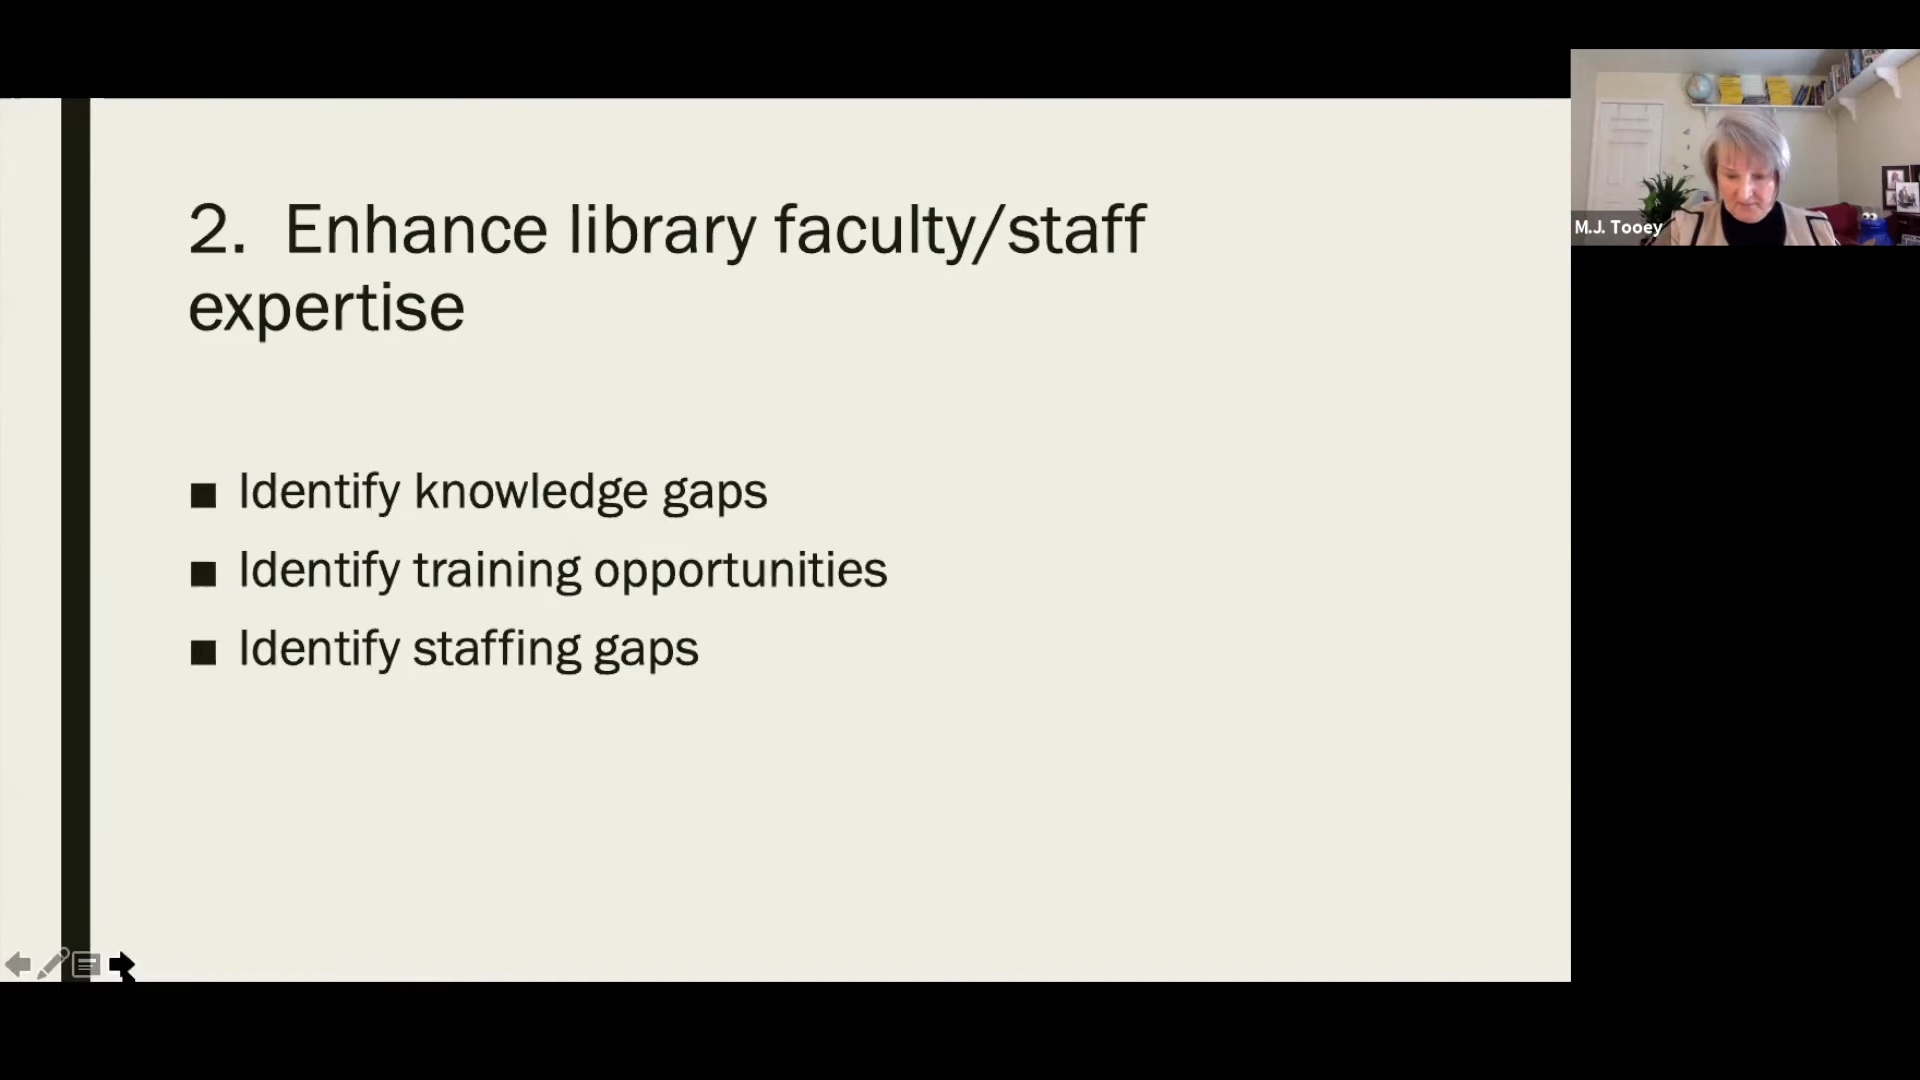 2. Enhance library faculty/staff
expertise
■ Identify knowledge gaps
■ Identify training opportunities
■ Identify staffing gaps
M.J. Tooey